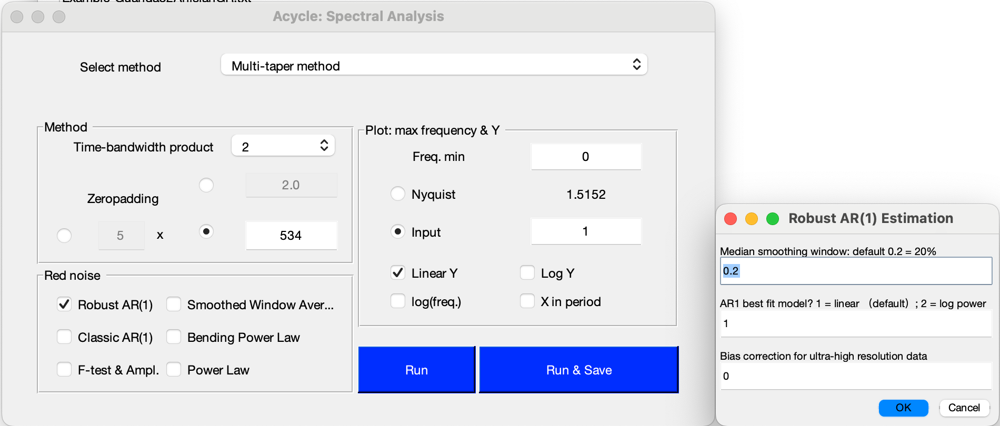 Example-Guandao2AnisianGR.txt
Acycle: Spectral Analysis
Select method
Multi-taper method
Method
Time-bandwidth product
2
2.0
Zeropadding
5
x
534
Red noise
Robust AR(1)
Smoothed Window Aver...
Classic AR(1)
Bending Power Law
F-test & Ampl.
Power Law
Plot: max frequency & Y
Freq. min
0
Nyquist
1.5152
Input
1
Linear Y
Log Y
log(freq.)
X in period
Run
Run & Save
Robust AR(1) Estimation
Median smoothing window: default 0.2 = 20%
0.2
AR1 best fit model? 1 = linear （default）; 2 = log power
1
Bias correction for ultra-high resolution data
0
OK
Cancel